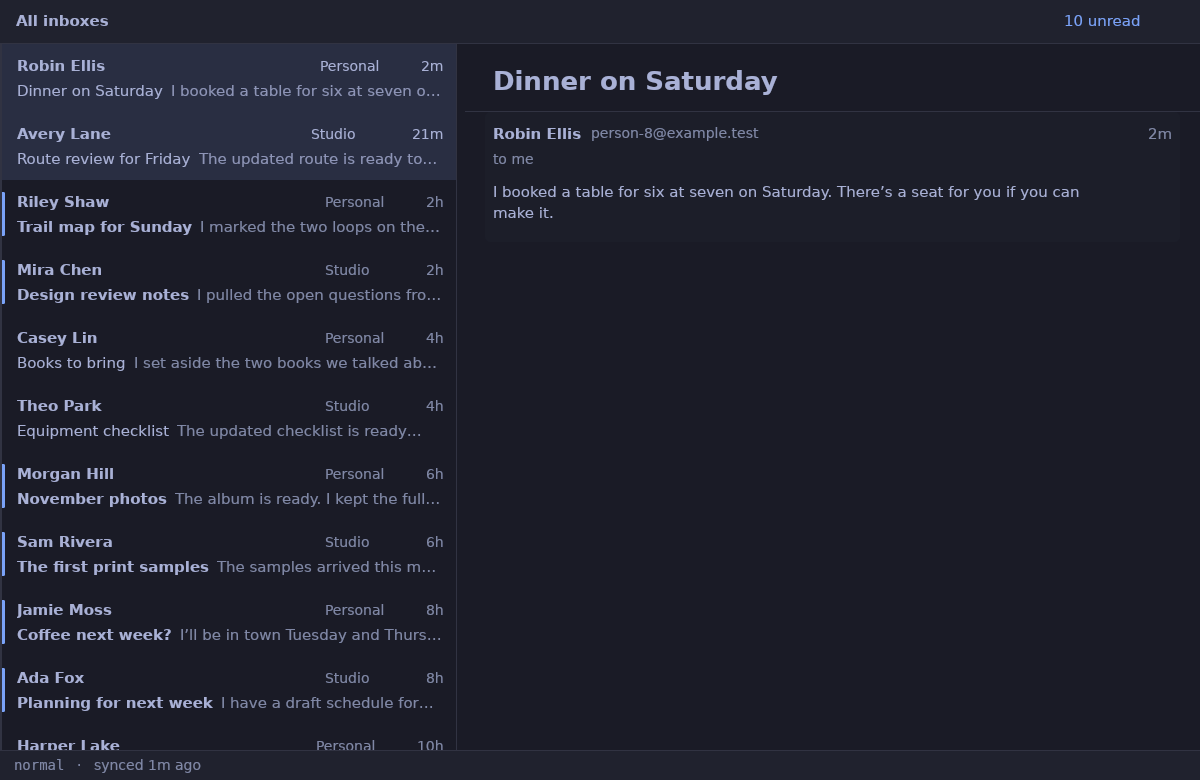 All inboxes 10 unread
Robin Ellis Personal 2m
Dinner on Saturday I booked a table for six at seven o…
Avery Lane Studio 21m
Route review for Friday The updated route is ready to…
Riley Shaw Personal 2h
Trail map for Sunday I marked the two loops on the…
Mira Chen Studio 2h
Design review notes I pulled the open questions fro…
Casey Lin Personal 4h
Books to bring I set aside the two books we talked ab…
Theo Park Studio 4h
Equipment checklist The updated checklist is ready…
Morgan Hill Personal 6h
November photos The album is ready. I kept the full…
Sam Rivera Studio 6h
The first print samples The samples arrived this m…
Jamie Moss Personal 8h
Coffee next week? I’ll be in town Tuesday and Thurs…
Ada Fox Studio 8h
Planning for next week I have a draft schedule for…
Harper Lake Personal 10h
Dinner on Saturday
Robin Ellis person-8@example.test 2m
to me
I booked a table for six at seven on Saturday. There’s a seat for you if you can
make it.
normal · synced 1m ago